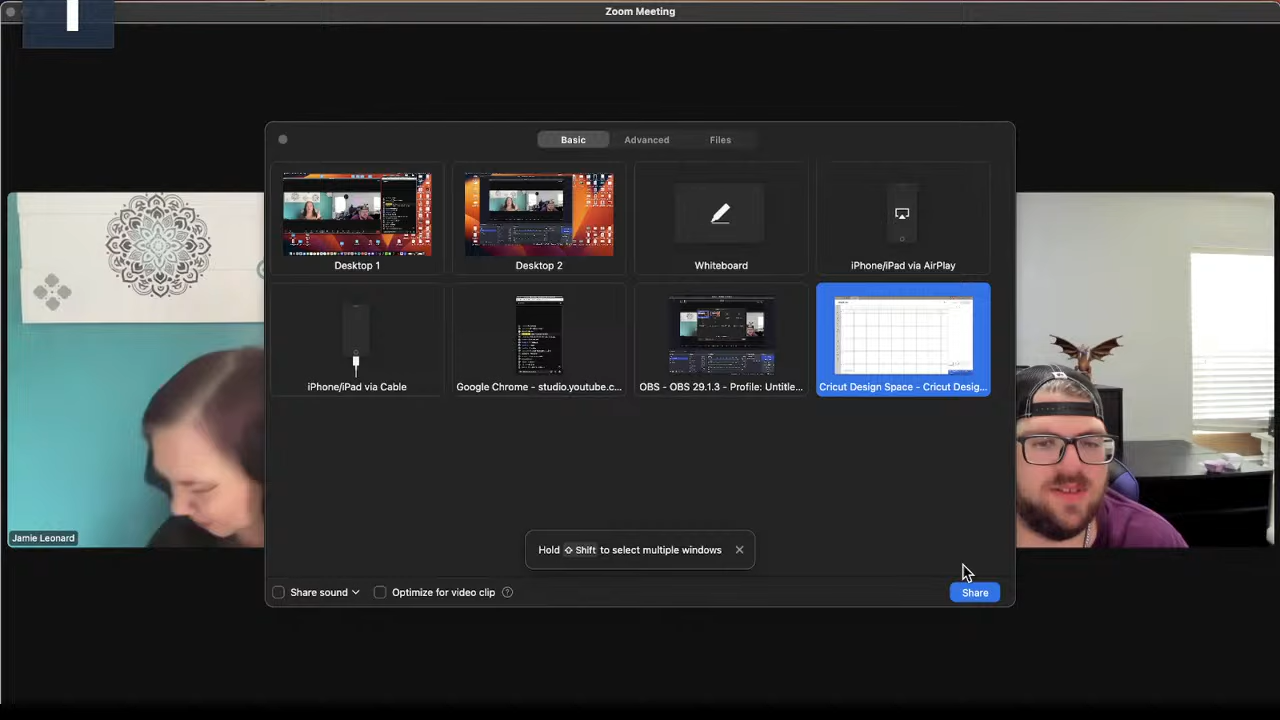 Zoom Meeting
Basic Advanced Files
Desktop 1
Desktop 2
Whiteboard
iPhone/iPad via AirPlay
iPhone/iPad via Cable
Google Chrome - studio.youtube.c...
OBS - OBS 29.1.3 - Profile: Untitle...
Cricut Design Space - Cricut Desig...
Jamie Leonard
Hold Shift to select multiple windows
Share sound
Optimize for video clip
Share